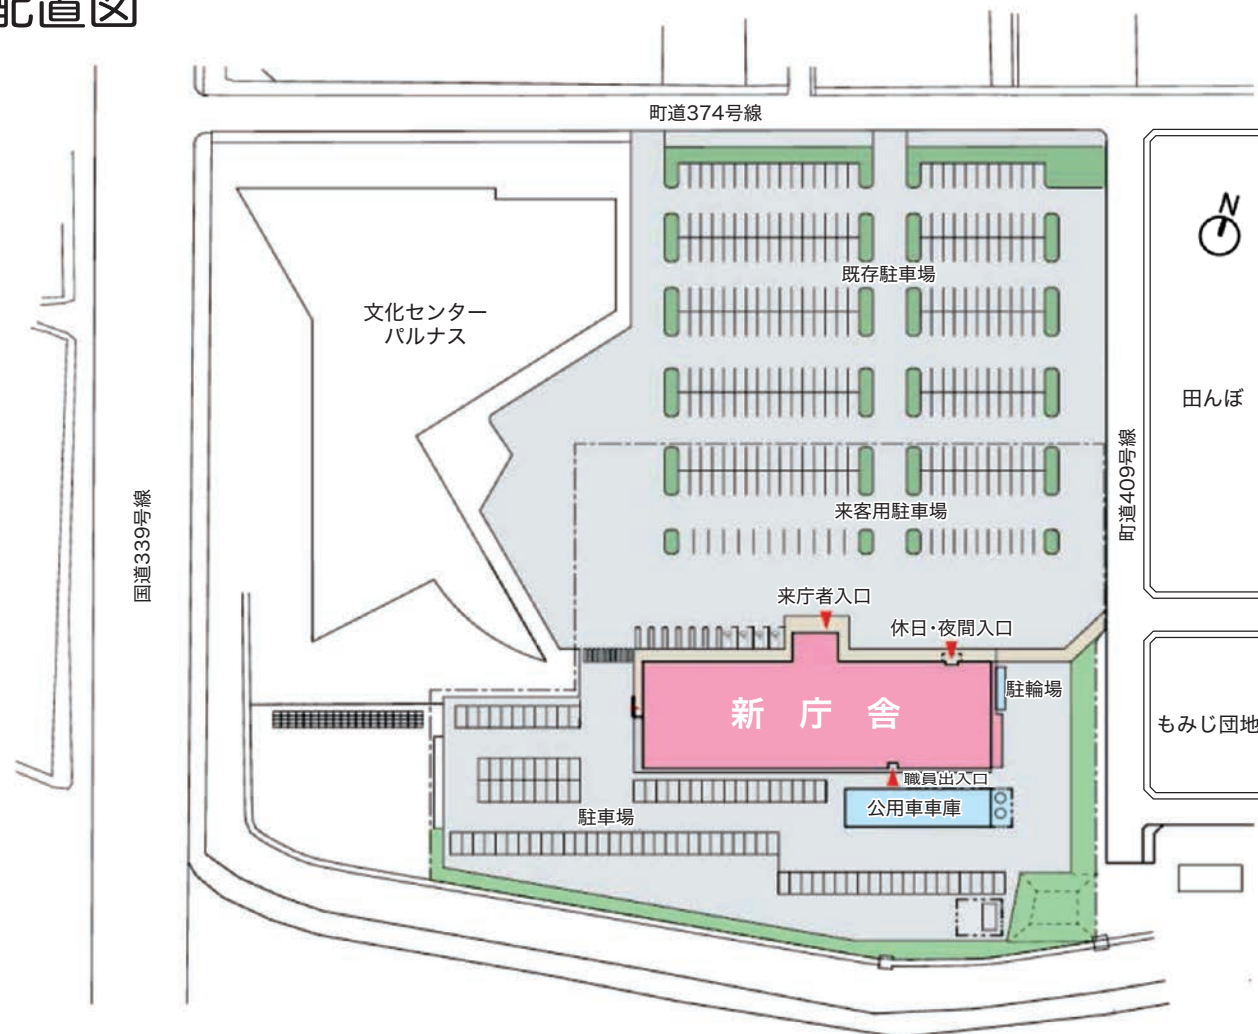 配置図
町道374号線
N
文化センター
パルナス
既存駐車場
田んぼ
町道409号線
国道339号線
来客用駐車場
来庁者入口
休日・夜間入口
駐輪場
新庁舎
もみじ団地
職員出入口
公用車車庫
駐車場